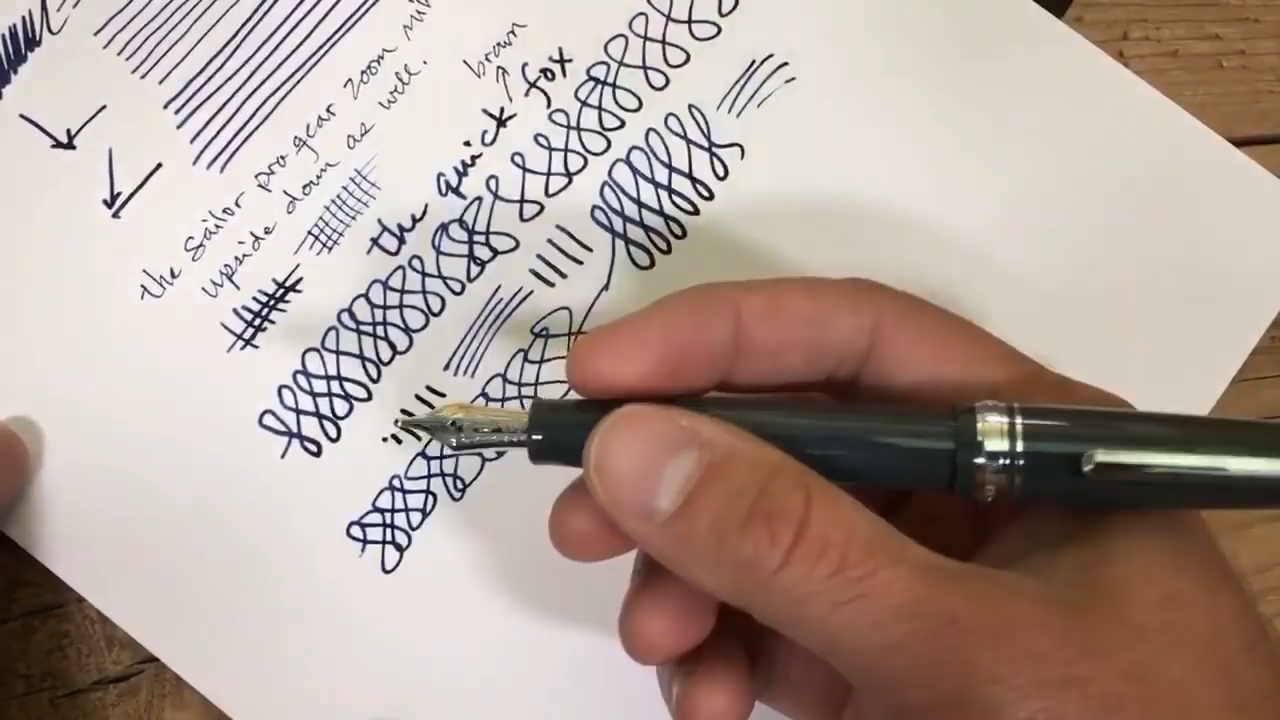 the Sailor pro gear zoom
upside down as well.
the quick fox
brown